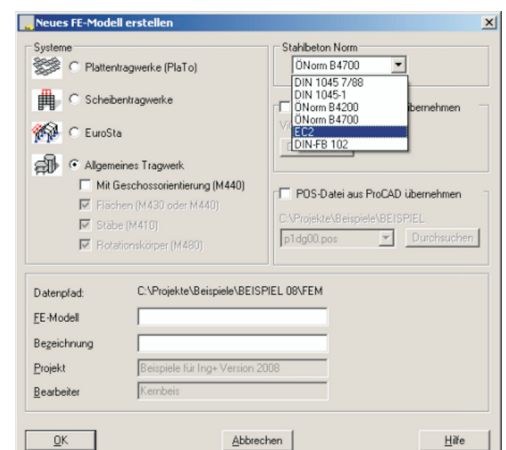 Neues FE-Modell erstellen
Systeme
Plattentragwerke (PlaTo)
Scheibentragwerke
EuroSta
Allgemeines Tragwerk
Mit Geschossorientierung (M440)
Flächen (M430 oder M440)
Stäbe (M410)
Rotationskörper (M480)
Stahlbeton Norm
ÖNorm B4700
DIN 1045 7/88
DIN 1045-1
ÖNorm B4200
ÖNorm B4700
EC2
DIN-FB 102
übernehmen
POS-Datei aus ProCAD übernehmen
C:\Projekte\Beispiele\BEISPIEL
p1dg00.pos
Durchsuchen
Datenpfad:
C:\Projekte\Beispiele\BEISPIEL 08\FEM
FE-Modell
Bezeichnung
Projekt
Beispiele für Ing+ Version 2008
Bearbeiter
Kernbeis
OK
Abbrechen
Hilfe